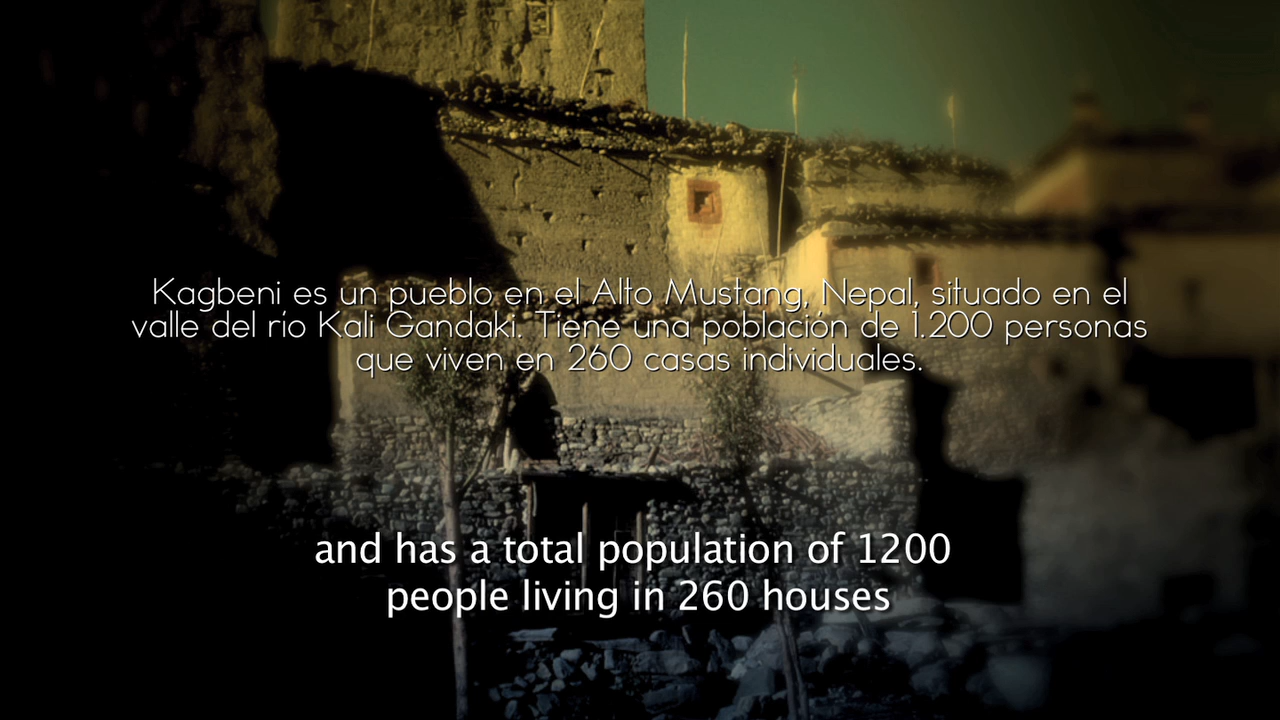 Kagbeni es un pueblo en el Alto Mustang, Nepal, situado en el
valle del río Kali Gandaki. Tiene una población de 1.200 personas
que viven en 260 casas individuales.
and has a total population of 1200
people living in 260 houses